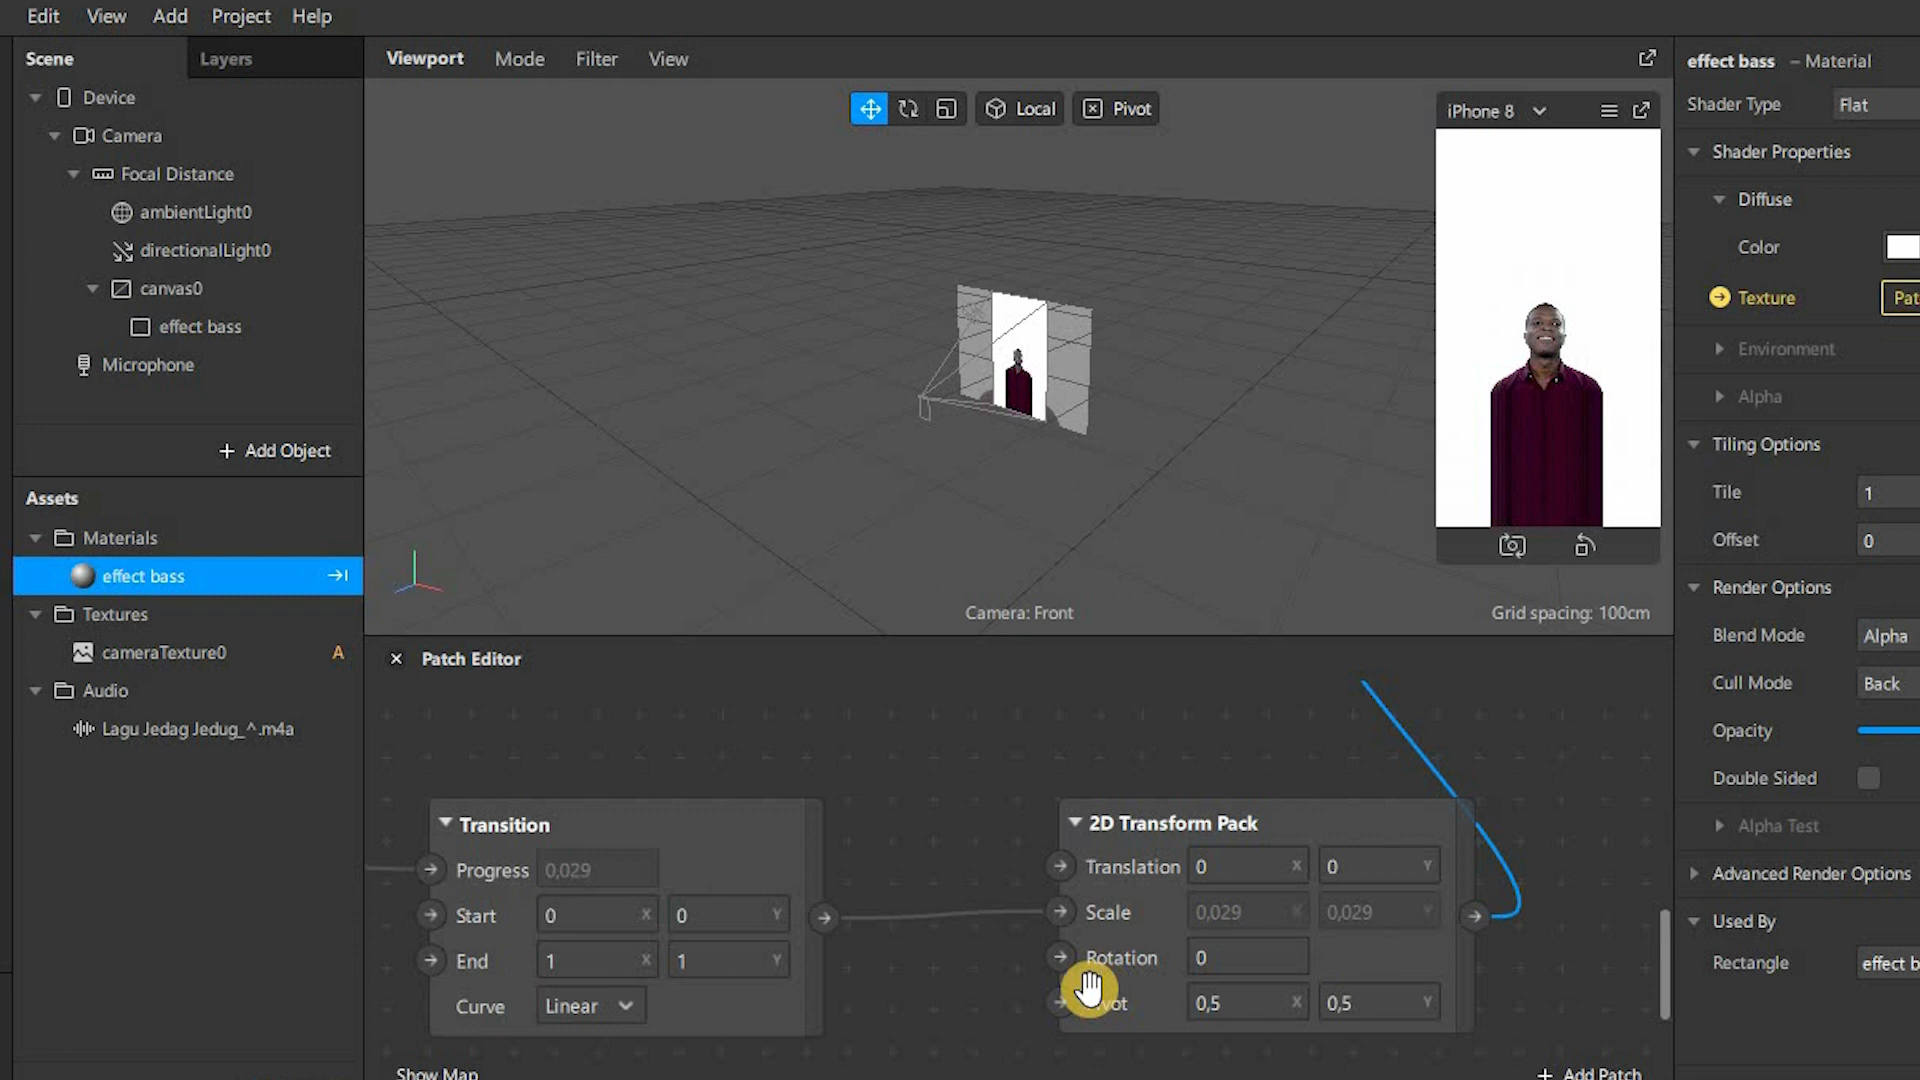 Edit View Add Project Help
Scene Layers
Device
Camera
Focal Distance
ambientLight0
directionalLight0
canvas0
effect bass
Microphone
+ Add Object
Assets
Materials
effect bass
Textures
cameraTexture0 A
Audio
Lagu Jedag Jedug_^.m4a
Viewport Mode Filter View
Local Pivot
iPhone 8
Camera: Front
Grid spacing: 100cm
Patch Editor
Transition
Progress 0,029
Start 0 X 0 Y
End 1 X 1 Y
Curve Linear
2D Transform Pack
Translation 0 X 0 Y
Scale 0,029 X 0,029 Y
Rotation 0
vot 0,5 X 0,5 Y
Show Map
+ Add Patch
effect bass – Material
Shader Type Flat
Shader Properties
Diffuse
Color
Texture Pat
Environment
Alpha
Tiling Options
Tile 1
Offset 0
Render Options
Blend Mode Alpha
Cull Mode Back
Opacity
Double Sided
Alpha Test
Advanced Render Options
Used By
Rectangle effect b